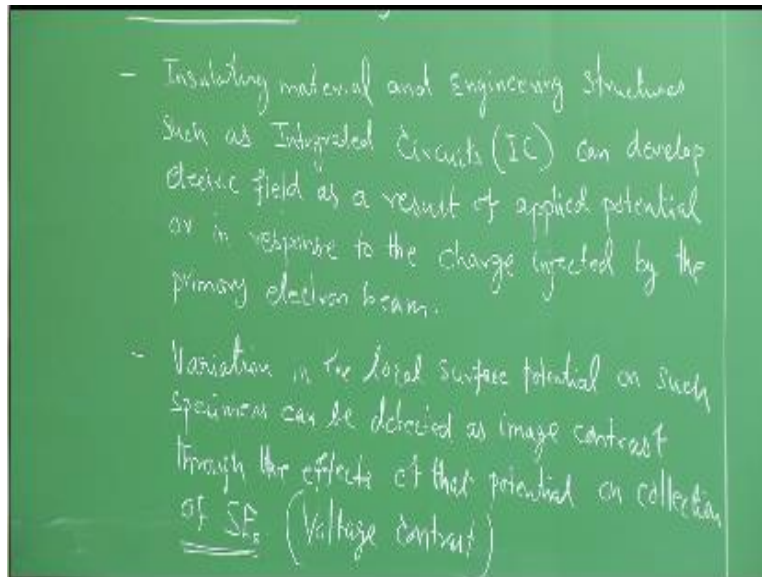 - Insulating material and Engineering structures
such as Integrated Circuits (IC) can develop
electric field as a result of applied potential
or in response to the charge injected by the
primary electron beam.
- Variation in the local surface potential on such
specimens can be detected as image contrast
through the effects of that potential on collection
of SEs (Voltage contrast)